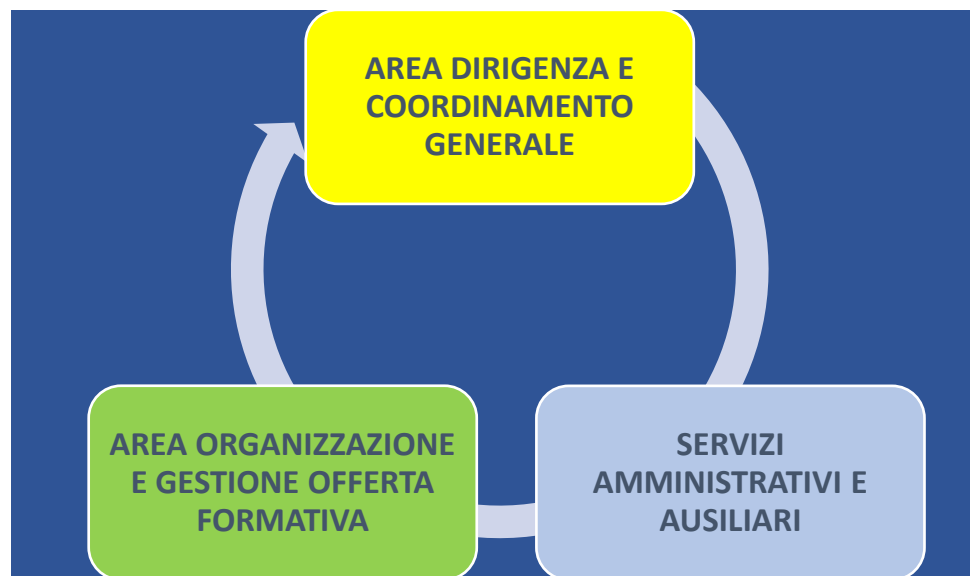 AREA DIRIGENZA E
COORDINAMENTO
GENERALE
AREA ORGANIZZAZIONE
E GESTIONE OFFERTA
FORMATIVA
SERVIZI
AMMINISTRATIVI E
AUSILIARI